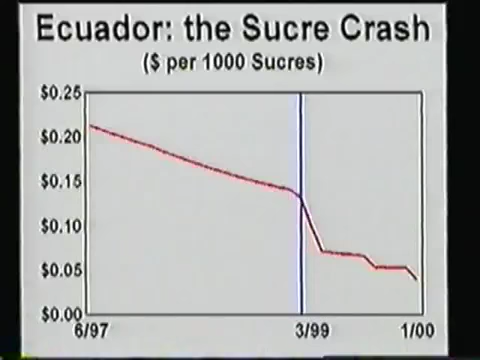 Ecuador: the Sucre Crash
($ per 1000 Sucres)
$0.25
$0.20
$0.15
$0.10
$0.05
$0.00
6/97 3/99 1/00